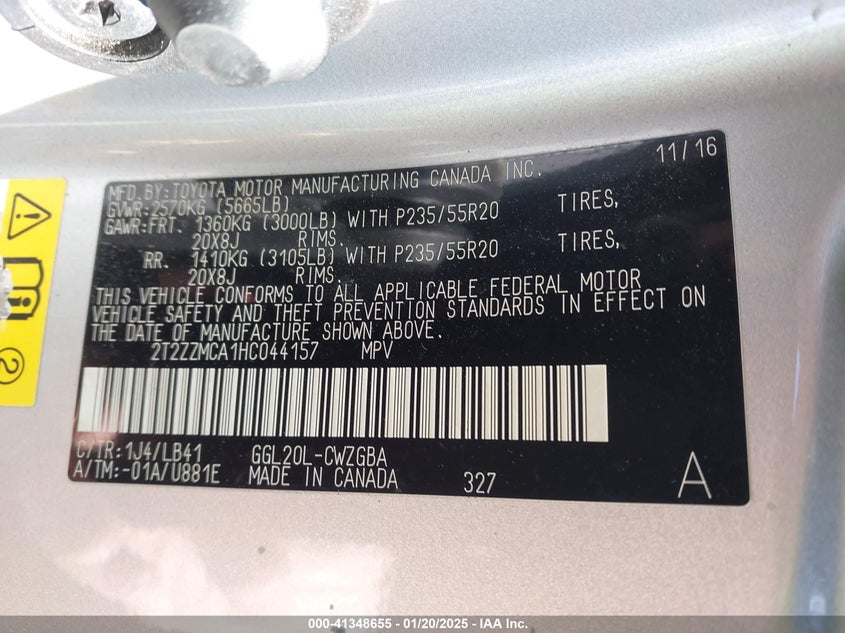 MFD. BY: TOYOTA MOTOR MANUFACTURING CANADA INC. 11/16
GVWR: 2570KG (5665LB)
GAWR: FRT. 1360KG (3000LB) WITH P235/55R20 TIRES,
20X8J RIMS.
RR. 1410KG (3105LB) WITH P235/55R20 TIRES,
20X8J RIMS.
THIS VEHICLE CONFORMS TO ALL APPLICABLE FEDERAL MOTOR
VEHICLE SAFETY AND THEFT PREVENTION STANDARDS IN EFFECT ON
THE DATE OF MANUFACTURE SHOWN ABOVE.
2T2ZZMCA1HC044157 MPV
C/TR: 1J4/LB41 GGL20L-CWZGBA
A/TM: -01A/U881E MADE IN CANADA 327 A
2
000-41348655 - 01/20/2025 - IAA Inc.